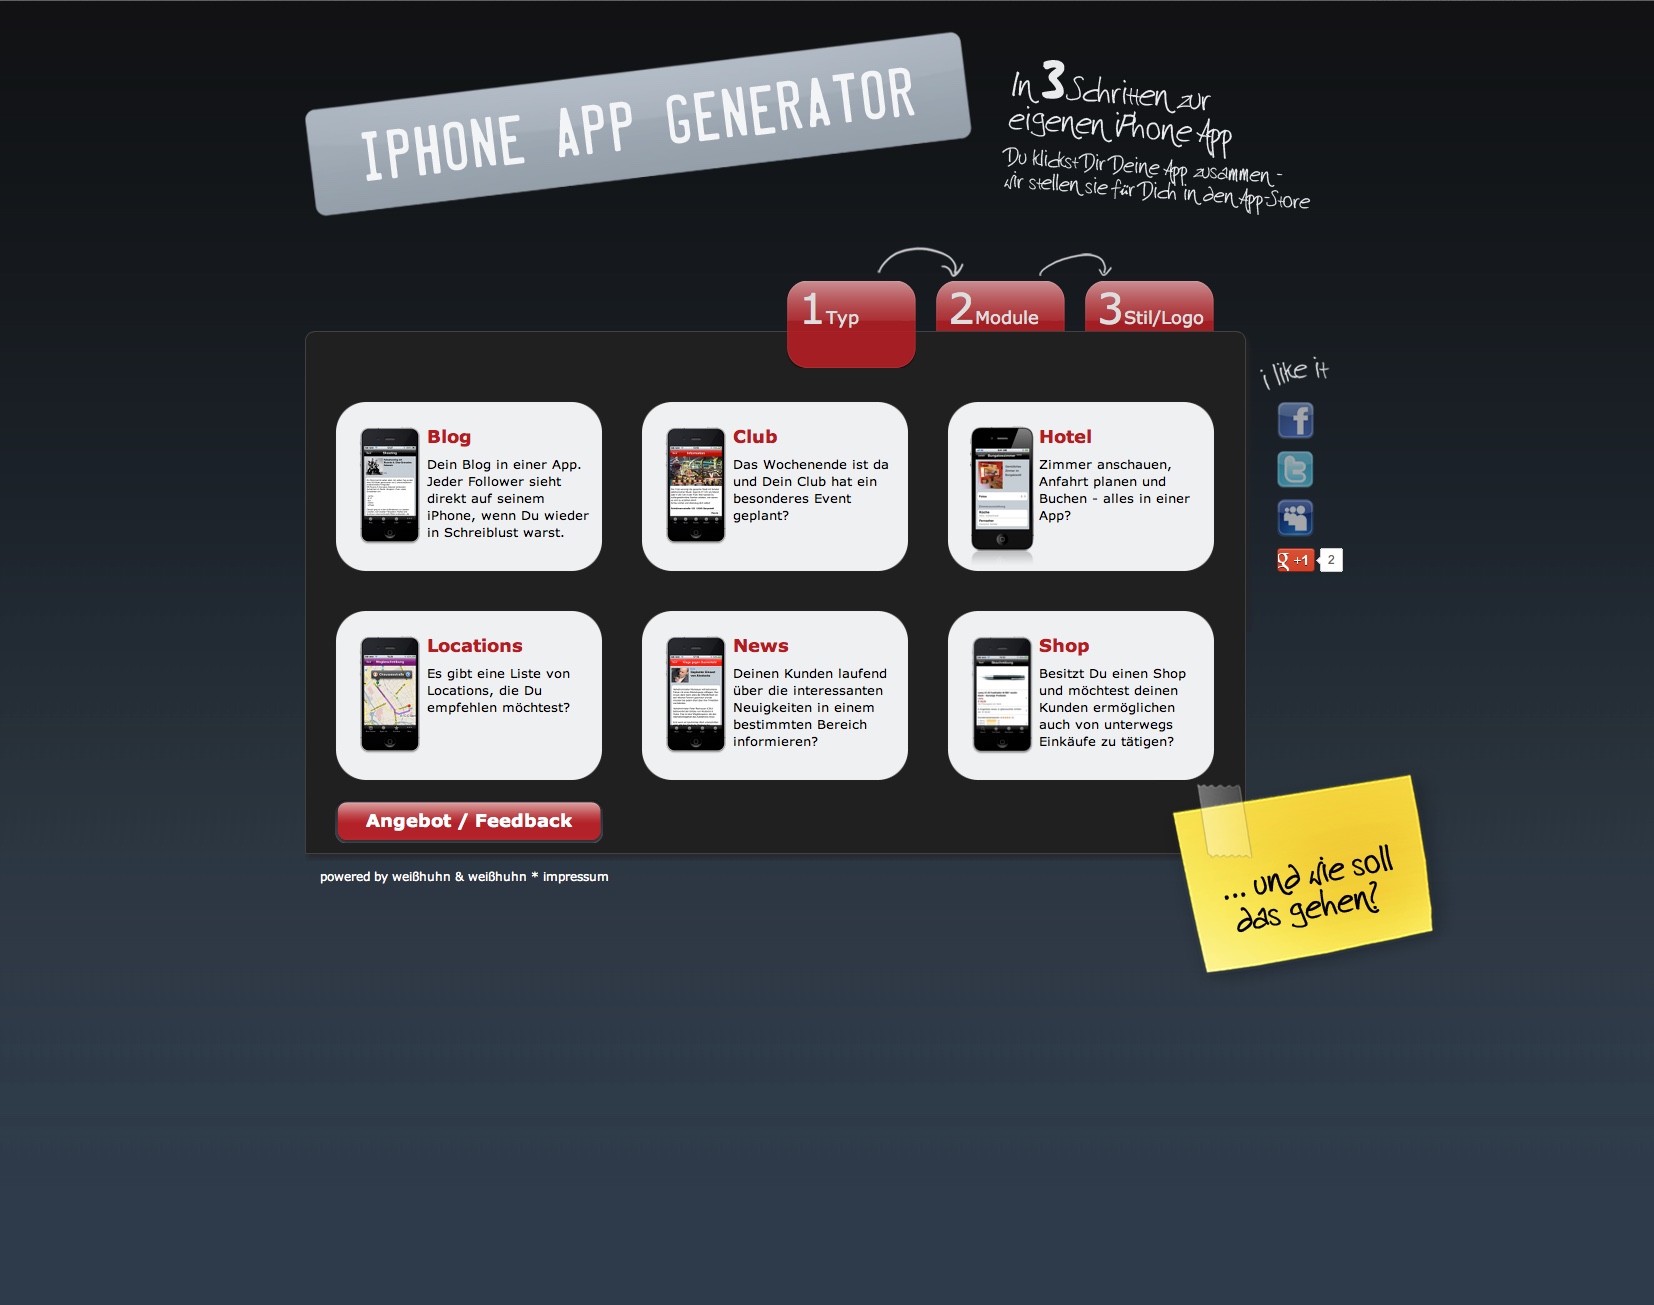 IPHONE APP GENERATOR
In 3 Schritten zur
eigenen iPhone App
Du klickst Dir Deine App zusammen -
wir stellen sie für Dich in den App-Store
1 Typ
2 Module
3 Stil/Logo
i like it
Blog
Dein Blog in einer App.
Jeder Follower sieht
direkt auf seinem
iPhone, wenn Du wieder
in Schreiblust warst.
Club
Das Wochenende ist da
und Dein Club hat ein
besonderes Event
geplant?
Hotel
Zimmer anschauen,
Anfahrt planen und
Buchen - alles in einer
App?
g +1 2
Locations
Es gibt eine Liste von
Locations, die Du
empfehlen möchtest?
News
Deinen Kunden laufend
über die interessanten
Neuigkeiten in einem
bestimmten Bereich
informieren?
Shop
Besitzt Du einen Shop
und möchtest deinen
Kunden ermöglichen
auch von unterwegs
Einkäufe zu tätigen?
Angebot / Feedback
... und wie soll
das gehen?
powered by weißhuhn & weißhuhn * impressum